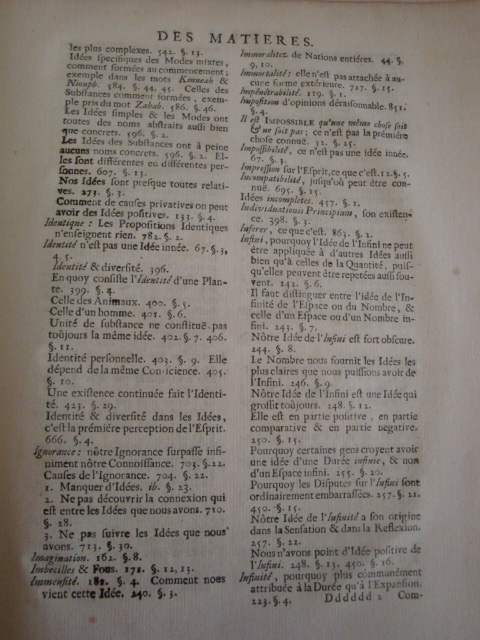 DES MATIERES.
les plus complexes. 542. §. 13.
Idées specifiques des Modes mixtes,
comment formées au commencement;
exemple dans les mots Kinneah &
Niouph. 584. §. 44, 45. Celles des
Substances comment formées, exem-
ple pris du mot Zahab. 586. §. 46.
Les Idées simples & les Modes ont
toutes des noms abstraits aussi bien
que concrets. 596. §. 2.
Les Idées des Substances ont à peine
aucuns noms concrets. 596. §. 2. El-
les sont différentes en différentes per-
sonnes. 607. §. 13.
Nos Idées sont presque toutes relati-
ves. 273. §. 3.
Comment de causes privatives on peut
avoir des Idées positives. 133. §. 4.
Identique : Les Propositions Identiques
n'enseignent rien. 782. §. 2.
Identité n'est pas une Idée innée. 67. §. 3,
4, 5.
Identité & diversité. 396.
En quoy consiste l'Identité d'une Plan-
te. 399. §. 4.
Celle des Animaux. 400. §. 5.
Celle d'un homme. 401. §. 6.
Unité de substance ne constituë pas
toûjours la même idée. 402. §. 7. 406.
§. 11.
Identité personnelle. 403. §. 9. Elle
dépend de la même Con-icience. 405.
§. 10.
Une existence continuée fait l'Identi-
té. 423. §. 29.
Identité & diversité dans les Idées,
c'est la prémiére perception de l'Esprit.
666. §. 4.
Ignorance : nôtre Ignorance surpasse infi-
niment nôtre Connoissance. 703. §. 22.
Causes de l'Ignorance. 704. §. 22.
1. Manquer d'Idées. ib. §. 23.
2. Ne pas découvrir la connexion qui
est entre les Idées que nous avons. 710.
§. 28.
3. Ne pas suivre les Idées que nous
avons. 713. §. 30.
Imagination. 162. §. 8.
Imbecilles & Fous. 172. §. 12, 13.
Immensité. 182. §. 4. Comment nous
vient cette Idée. 240. §. 3.
Immoralitez de Nations entiéres. 44. §.
9, 10.
Immortalité : elle n'est pas attachée à au-
cune forme extérieure. 727. §. 15.
Impénétrabilité. 119. §. 1.
Imposition d'opinions déraisonnable. 851.
§. 4.
Il est IMPOSSIBLE qu'une même chose soit
& ne soit pas; ce n'est pas la prémiére
chose connuë. 32. §. 25.
Impossibilité, ce n'est pas une idée innée.
67. §. 3.
Impression sur l'Esprit, ce que c'est. 12. §. 5.
Incompatibilité, jusqu'où peut être con-
nuë. 695. §. 15.
Idées incompletes. 457. §. 1.
Individuationis Principium, son existen-
ce. 398. §. 3.
Inferer, ce que c'est. 863. §. 2.
Infini, pourquoy l'Idée de l'Infini ne peut
être appliquée à d'autres Idées aussi
bien qu'à celles de la Quantité, puis-
qu'elles peuvent être repetées aussi sou-
vent. 242. §. 6.
Il faut distinguer entre l'idée de l'In-
finité de l'Espace ou du Nombre, &
celle d'un Espace ou d'un Nombre in-
fini. 243. §. 7.
Nôtre Idée de l'Infini est fort obscure.
244. §. 8.
Le Nombre nous fournit les Idées les
plus claires que nous puissions avoir de
l'Infini. 246. §. 9.
Nôtre Idée de l'Infini est une Idée qui
grossit toûjours. 248. §. 12.
Elle est en partie positive, en partie
comparative & en partie negative.
250. §. 15.
Pourquoy certaines gens croyent avoir
une idée d'une Durée infinie, & non
d'un Espace infini. 255. §. 20.
Pourquoy les Disputes sur l'Infini sont
ordinairement embarrassées. 257. §. 21.
450. §. 15.
Nôtre Idée de l'Infinité a son origine
dans la Sensation & dans la Reflexion.
257. §. 22.
Nous n'avons point d'Idée positive de
l'Infini. 248. §. 13. 450. §. 16.
Infinité, pourquoy plus communément
attribuée à la Durée qu'à l'Expansion.
223. §. 4.
Dddddd 2 Com-